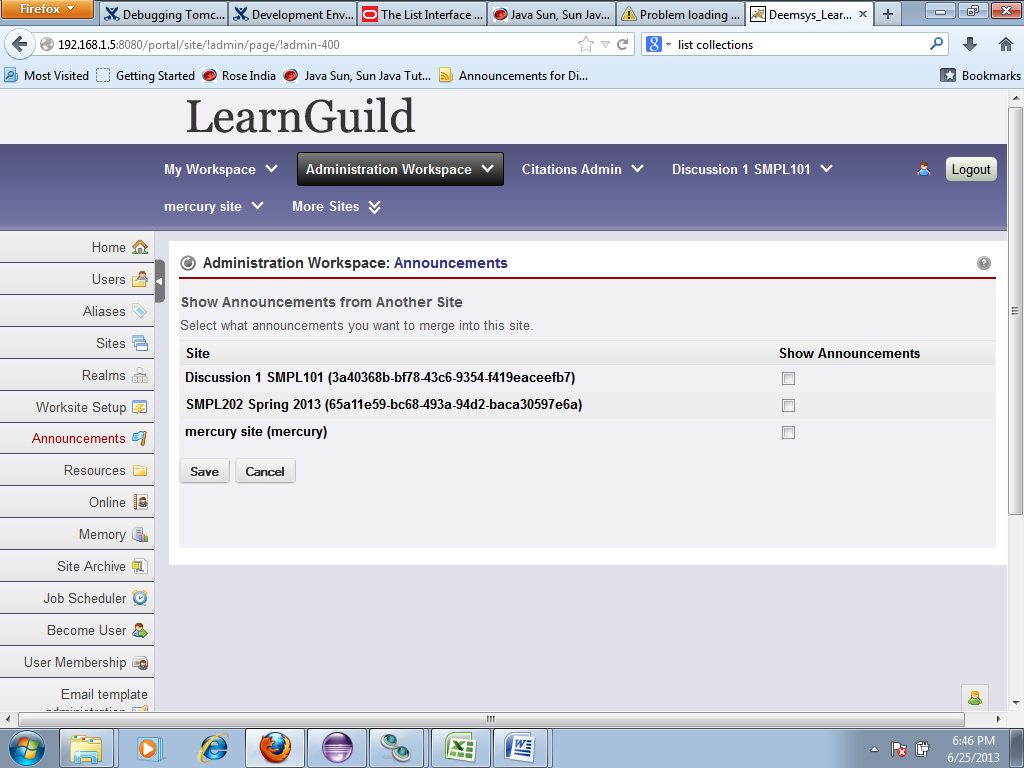 Firefox
Debugging Tomc...
Development Env...
The List Interface ...
Java Sun, Sun Jav...
Problem loading ...
Deemsys_Lear...
192.168.1.5:8080/portal/site/!admin/page/!admin-400
list collections
Most Visited Getting Started Rose India Java Sun, Sun Java Tut... Announcements for Di... Bookmarks
LearnGuild
My Workspace Administration Workspace Citations Admin Discussion 1 SMPL101 Logout
mercury site More Sites
Home
Users
Aliases
Sites
Realms
Worksite Setup
Announcements
Resources
Online
Memory
Site Archive
Job Scheduler
Become User
User Membership
Email template
administration
Administration Workspace: Announcements
Show Announcements from Another Site
Select what announcements you want to merge into this site.
Site Show Announcements
Discussion 1 SMPL101 (3a40368b-bf78-43c6-9354-f419eaceefb7)
SMPL202 Spring 2013 (65a11e59-bc68-493a-94d2-baca30597e6a)
mercury site (mercury)
Save Cancel
6:46 PM
6/25/2013